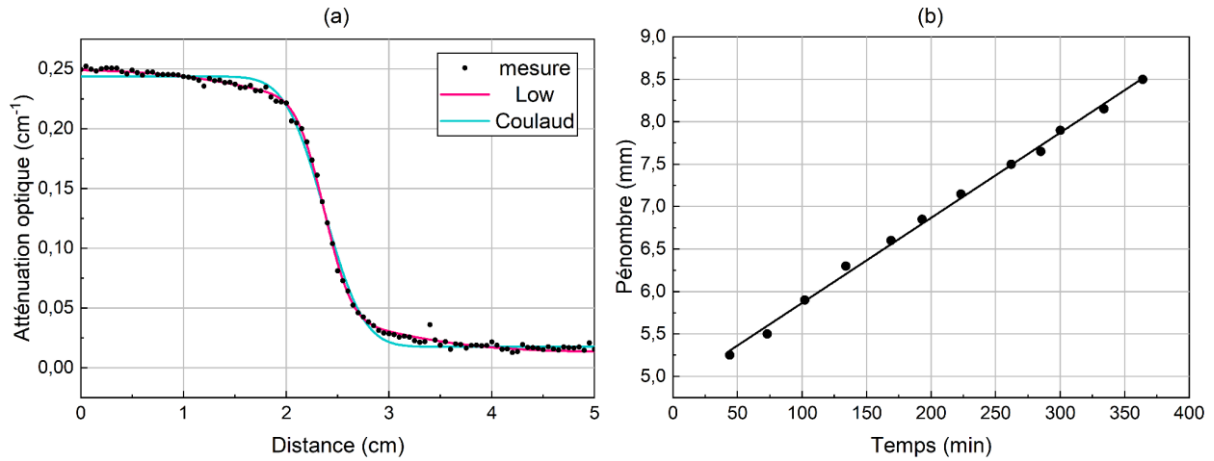 (a)
Atténuation optique (cm-1)
0,25
0,20
0,15
0,10
0,05
0,00
mesure
Low
Coulaud
0 1 2 3 4 5
Distance (cm)
(b)
Pénombre (mm)
9,0
8,5
8,0
7,5
7,0
6,5
6,0
5,5
5,0
0 50 100 150 200 250 300 350 400
Temps (min)